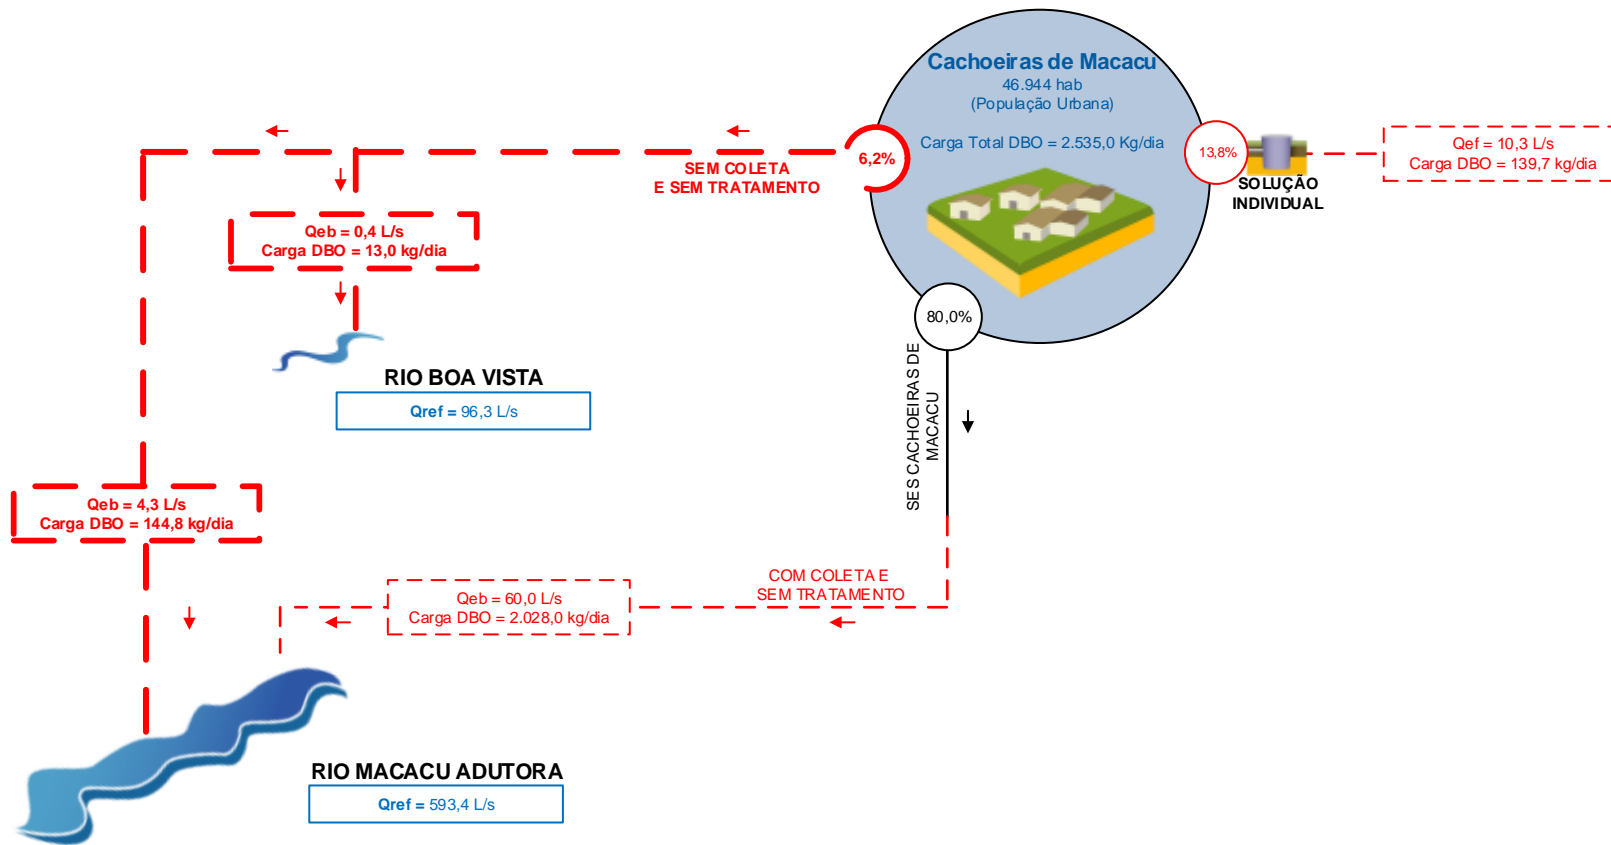 Cachoeiras de Macacu
46.944 hab
(População Urbana)
Carga Total DBO = 2.535,0 Kg/dia
6,2%
13,8%
80,0%
SEM COLETA
E SEM TRATAMENTO
SOLUÇÃO
INDIVIDUAL
Qef = 10,3 L/s
Carga DBO = 139,7 kg/dia
Qeb = 0,4 L/s
Carga DBO = 13,0 kg/dia
RIO BOA VISTA
Qref = 96,3 L/s
SES CACHOEIRAS DE
MACACU
Qeb = 4,3 L/s
Carga DBO = 144,8 kg/dia
COM COLETA E
SEM TRATAMENTO
Qeb = 60,0 L/s
Carga DBO = 2.028,0 kg/dia
RIO MACACU ADUTORA
Qref = 593,4 L/s